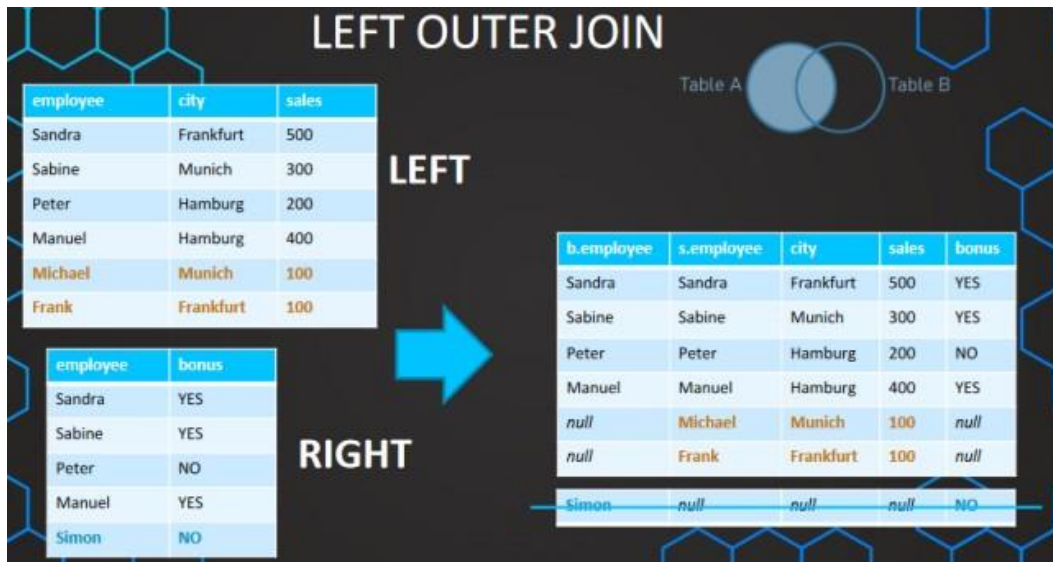 LEFT OUTER JOIN
Table A Table B
employee city sales
Sandra Frankfurt 500
Sabine Munich 300
Peter Hamburg 200
Manuel Hamburg 400
Michael Munich 100
Frank Frankfurt 100
LEFT
employee bonus
Sandra YES
Sabine YES
Peter NO
Manuel YES
Simon NO
RIGHT
b.employee s.employee city sales bonus
Sandra Sandra Frankfurt 500 YES
Sabine Sabine Munich 300 YES
Peter Peter Hamburg 200 NO
Manuel Manuel Hamburg 400 YES
null Michael Munich 100 null
null Frank Frankfurt 100 null
Simon null null null NO